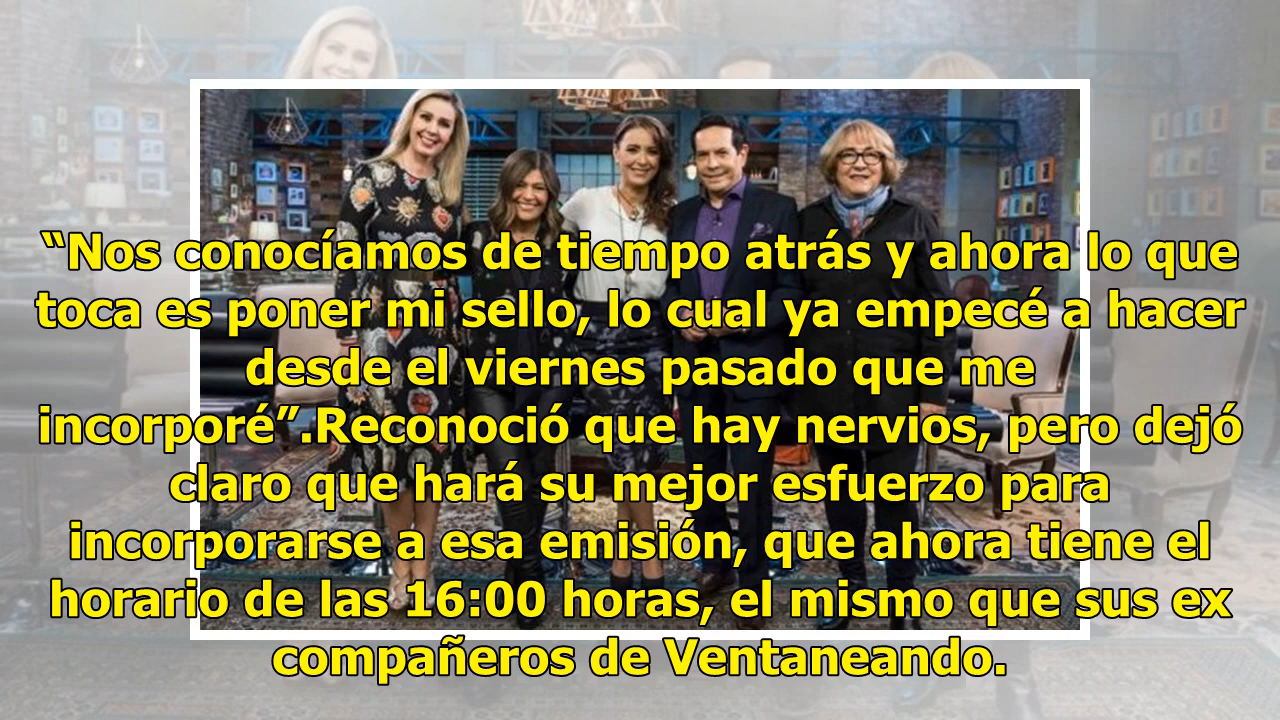 “Nos conocíamos de tiempo atrás y ahora lo que
toca es poner mi sello, lo cual ya empecé a hacer
desde el viernes pasado que me
incorporé”.Reconoció que hay nervios, pero dejó
claro que hará su mejor esfuerzo para
incorporarse a esa emisión, que ahora tiene el
horario de las 16:00 horas, el mismo que sus ex
compañeros de Ventaneando.